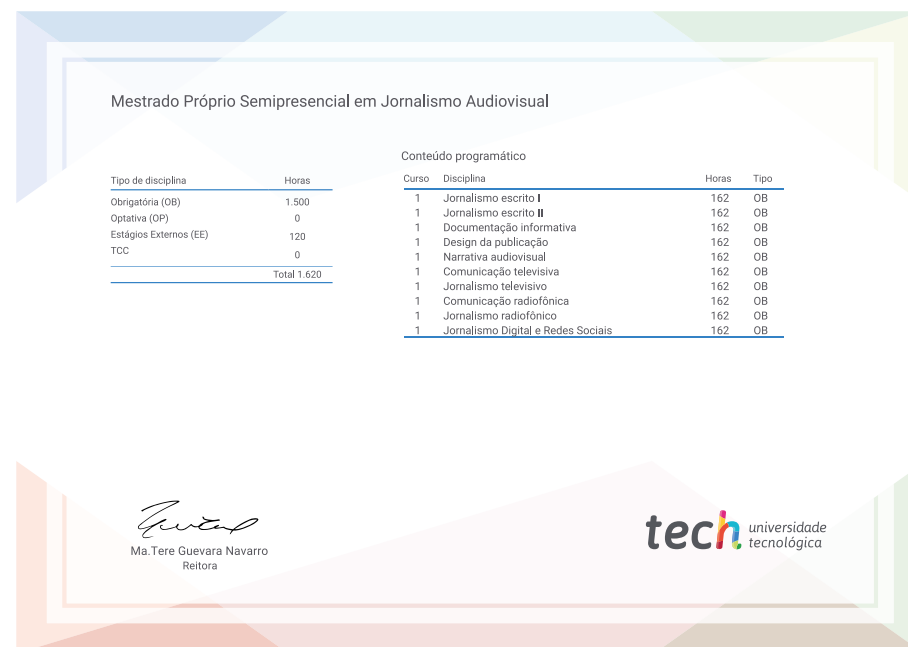 Mestrado Próprio Semipresencial em Jornalismo Audiovisual
Tipo de disciplina Horas
Obrigatória (OB) 1.500
Optativa (OP) 0
Estágios Externos (EE) 120
TCC 0
Total 1.620
Conteúdo programático
Curso Disciplina Horas Tipo
1 Jornalismo escrito I 162 OB
1 Jornalismo escrito II 162 OB
1 Documentação informativa 162 OB
1 Design da publicação 162 OB
1 Narrativa audiovisual 162 OB
1 Comunicação televisiva 162 OB
1 Jornalismo televisivo 162 OB
1 Comunicação radiofônica 162 OB
1 Jornalismo radiofônico 162 OB
1 Jornalismo Digital e Redes Sociais 162 OB
Ma.Tere Guevara Navarro
Reitora
tech universidade
tecnológica